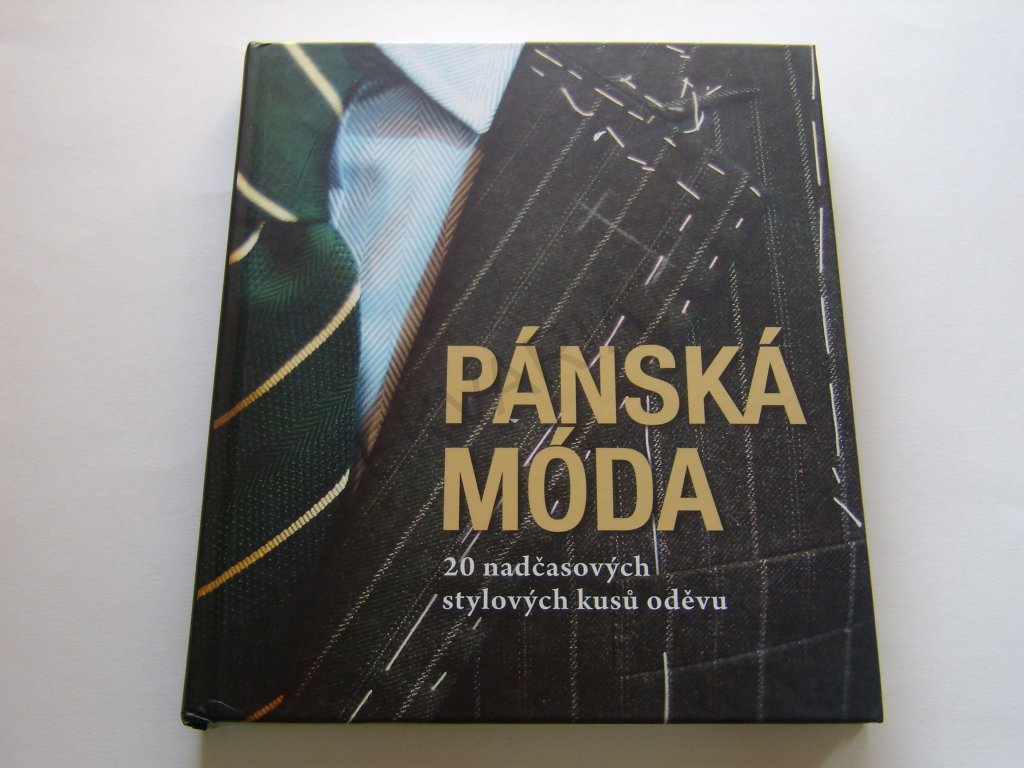 PÁNSKÁ
MÓDA
20 nadčasových
stylových kusů oděvu